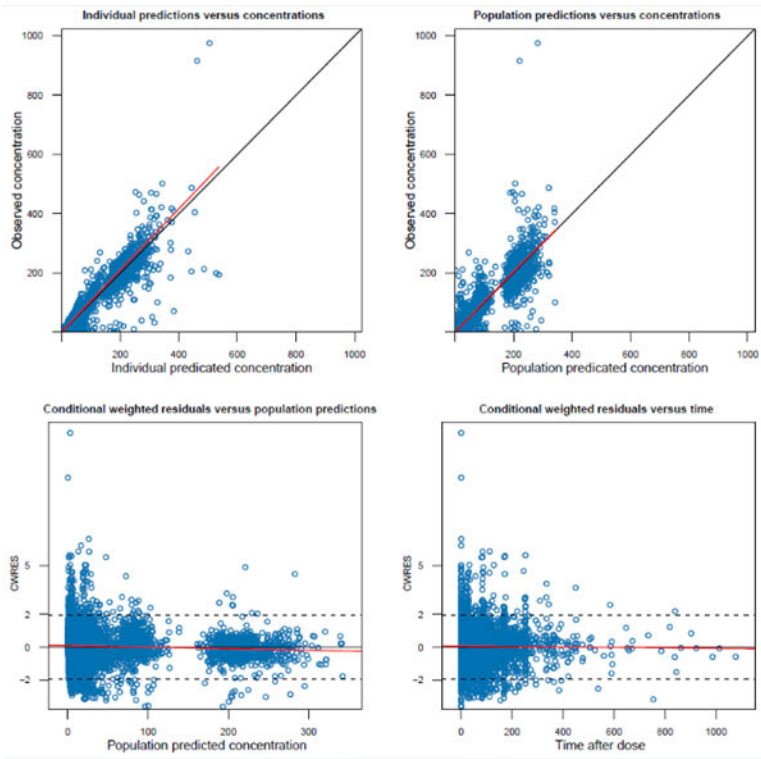 Individual predictions versus concentrations
1000
800
600
400
200
Observed concentration
200 400 600 800 1000
Individual predicated concentration
Population predictions versus concentrations
1000
800
600
400
200
Observed concentration
0 200 400 600 800 1000
Population predicated concentration
Conditional weighted residuals versus population predictions
5
2
0
−2
CWRES
0 100 200 300
Population predicted concentration
Conditional weighted residuals versus time
5
2
0
−2
CWRES
0 200 400 600 800 1000
Time after dose